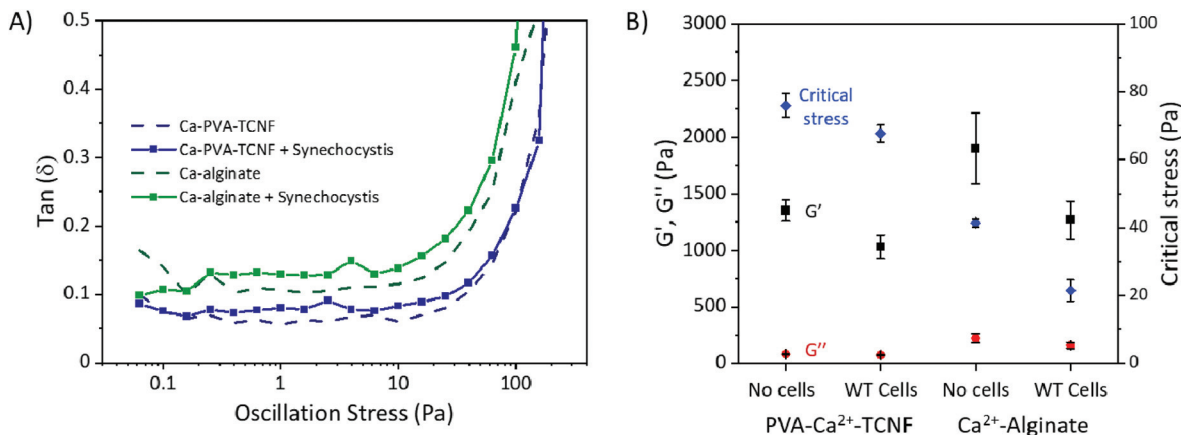 A)
0.5
0.4
0.3
0.2
0.1
0
Tan (δ)
Ca-PVA-TCNF
Ca-PVA-TCNF + Synechocystis
Ca-alginate
Ca-alginate + Synechocystis
0.1
1
10
100
Oscillation Stress (Pa)
B)
3000
2500
2000
1500
1000
500
0
G', G'' (Pa)
Critical
stress
G'
G''
100
80
60
40
20
0
Critical stress (Pa)
No cells
WT Cells
No cells
WT Cells
PVA-Ca²⁺-TCNF
Ca²⁺-Alginate